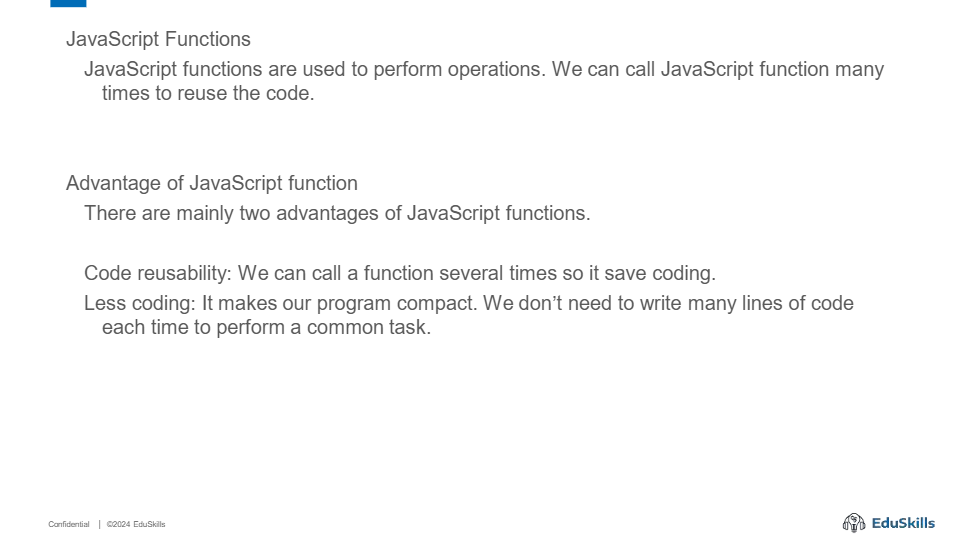 JavaScript Functions
JavaScript functions are used to perform operations. We can call JavaScript function many
times to reuse the code.
Advantage of JavaScript function
There are mainly two advantages of JavaScript functions.
Code reusability: We can call a function several times so it save coding.
Less coding: It makes our program compact. We don’t need to write many lines of code
each time to perform a common task.
Confidential | ©2024 EduSkills
EduSkills